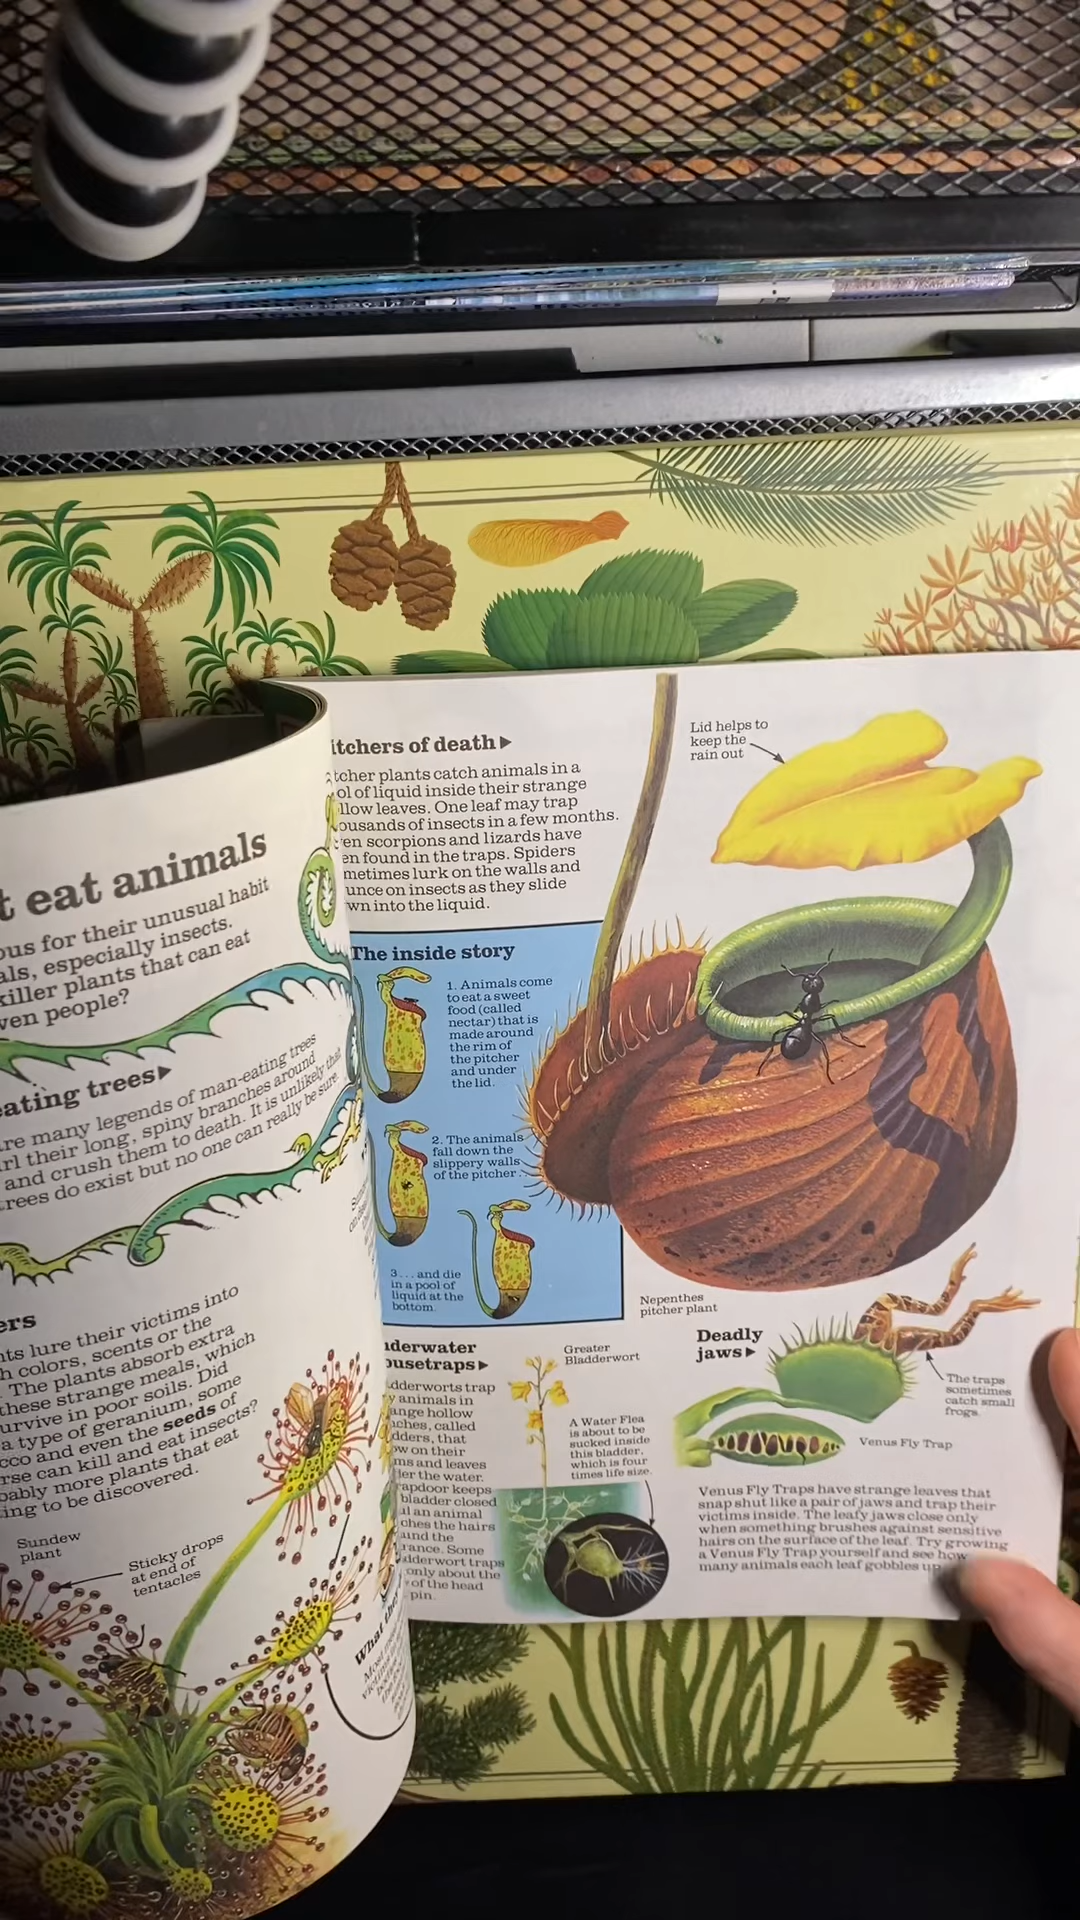 t eat animals
ous for their unusual habit
als, especially insects.
killer plants that can eat
ven people?
eating trees
re many legends of man-eating trees
rl their long, spiny branches around
and crush them to death. It is unlikely that
trees do exist but no one can really be sure.
ers
nts lure their victims into
h colors, scents or the
. The plants absorb extra
these strange meals, which
urvive in poor soils. Did
a type of geranium, some
cco and even the seeds of
rse can kill and eat insects?
bably more plants that eat
ing to be discovered.
Sundew
plant
Sticky drops
at end of
tentacles
What they
itchers of death
tcher plants catch animals in a
ol of liquid inside their strange
llow leaves. One leaf may trap
ousands of insects in a few months.
en scorpions and lizards have
en found in the traps. Spiders
metimes lurk on the walls and
unce on insects as they slide
wn into the liquid.
Lid helps to
keep the
rain out
The inside story
1. Animals come
to eat a sweet
food (called
nectar) that is
made around
the rim of
the pitcher
and under
the lid.
2. The animals
fall down the
slippery walls
of the pitcher...
3. ... and die
in a pool of
liquid at the
bottom.
Nepenthes
pitcher plant
nderwater
ousetraps
dderworts trap
y animals in
ange hollow
ches, called
dders, that
ow on their
ms and leaves
der the water.
rapdoor keeps
bladder closed
il an animal
ches the hairs
und the
rance. Some
dderwort traps
only about the
of the head
pin.
Greater
Bladderwort
A Water Flea
is about to be
sucked inside
this bladder,
which is four
times life size.
Deadly
jaws
The traps
sometimes
catch small
frogs.
Venus Fly Trap
Venus Fly Traps have strange leaves that
snap shut like a pair of jaws and trap their
victims inside. The leafy jaws close only
when something brushes against sensitive
hairs on the surface of the leaf. Try growing
a Venus Fly Trap yourself and see how
many animals each leaf gobbles up